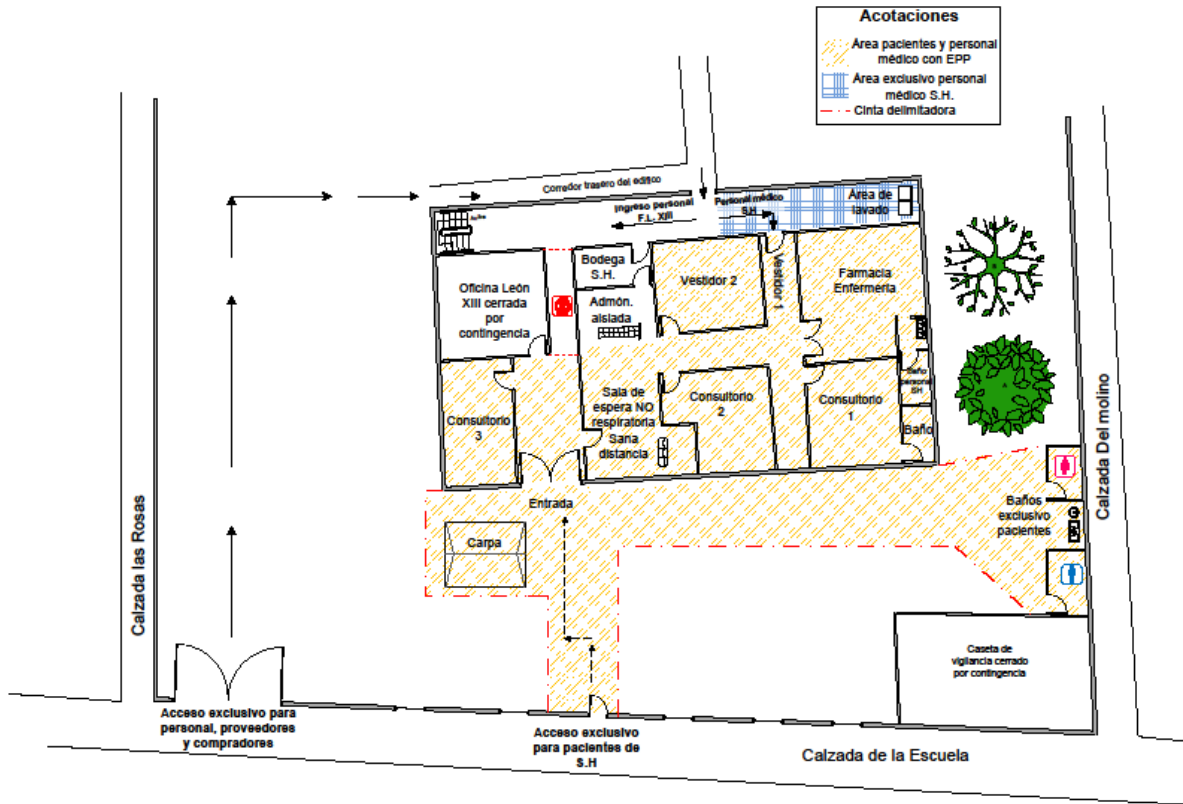 Acotaciones
Área pacientes y personal
médico con EPP
Área exclusivo personal
médico S.H.
Cinta delimitadora
Corredor trasero del edifico
Ingreso personal
F.L. XIII
Personal médico
S.H
Área de
lavado
Bodega
S.H.
Vestidor 2
Vestidor 1
Farmacia
Enfermería
Oficina León
XIII cerrada
por
contingencia
Admón.
aislada
Consultorio
3
Sala de
espera NO
respiratoria
Sana
distancia
Consultorio
2
Consultorio
1
Baño
personal
SH
Baño
Entrada
Carpa
Baños
exclusivo
pacientes
Caseta de
vigilancia cerrado
por contingencia
Calzada las Rosas
Calzada Del molino
Acceso exclusivo para
personal, proveedores
y compradores
Acceso exclusivo
para pacientes de
S.H
Calzada de la Escuela